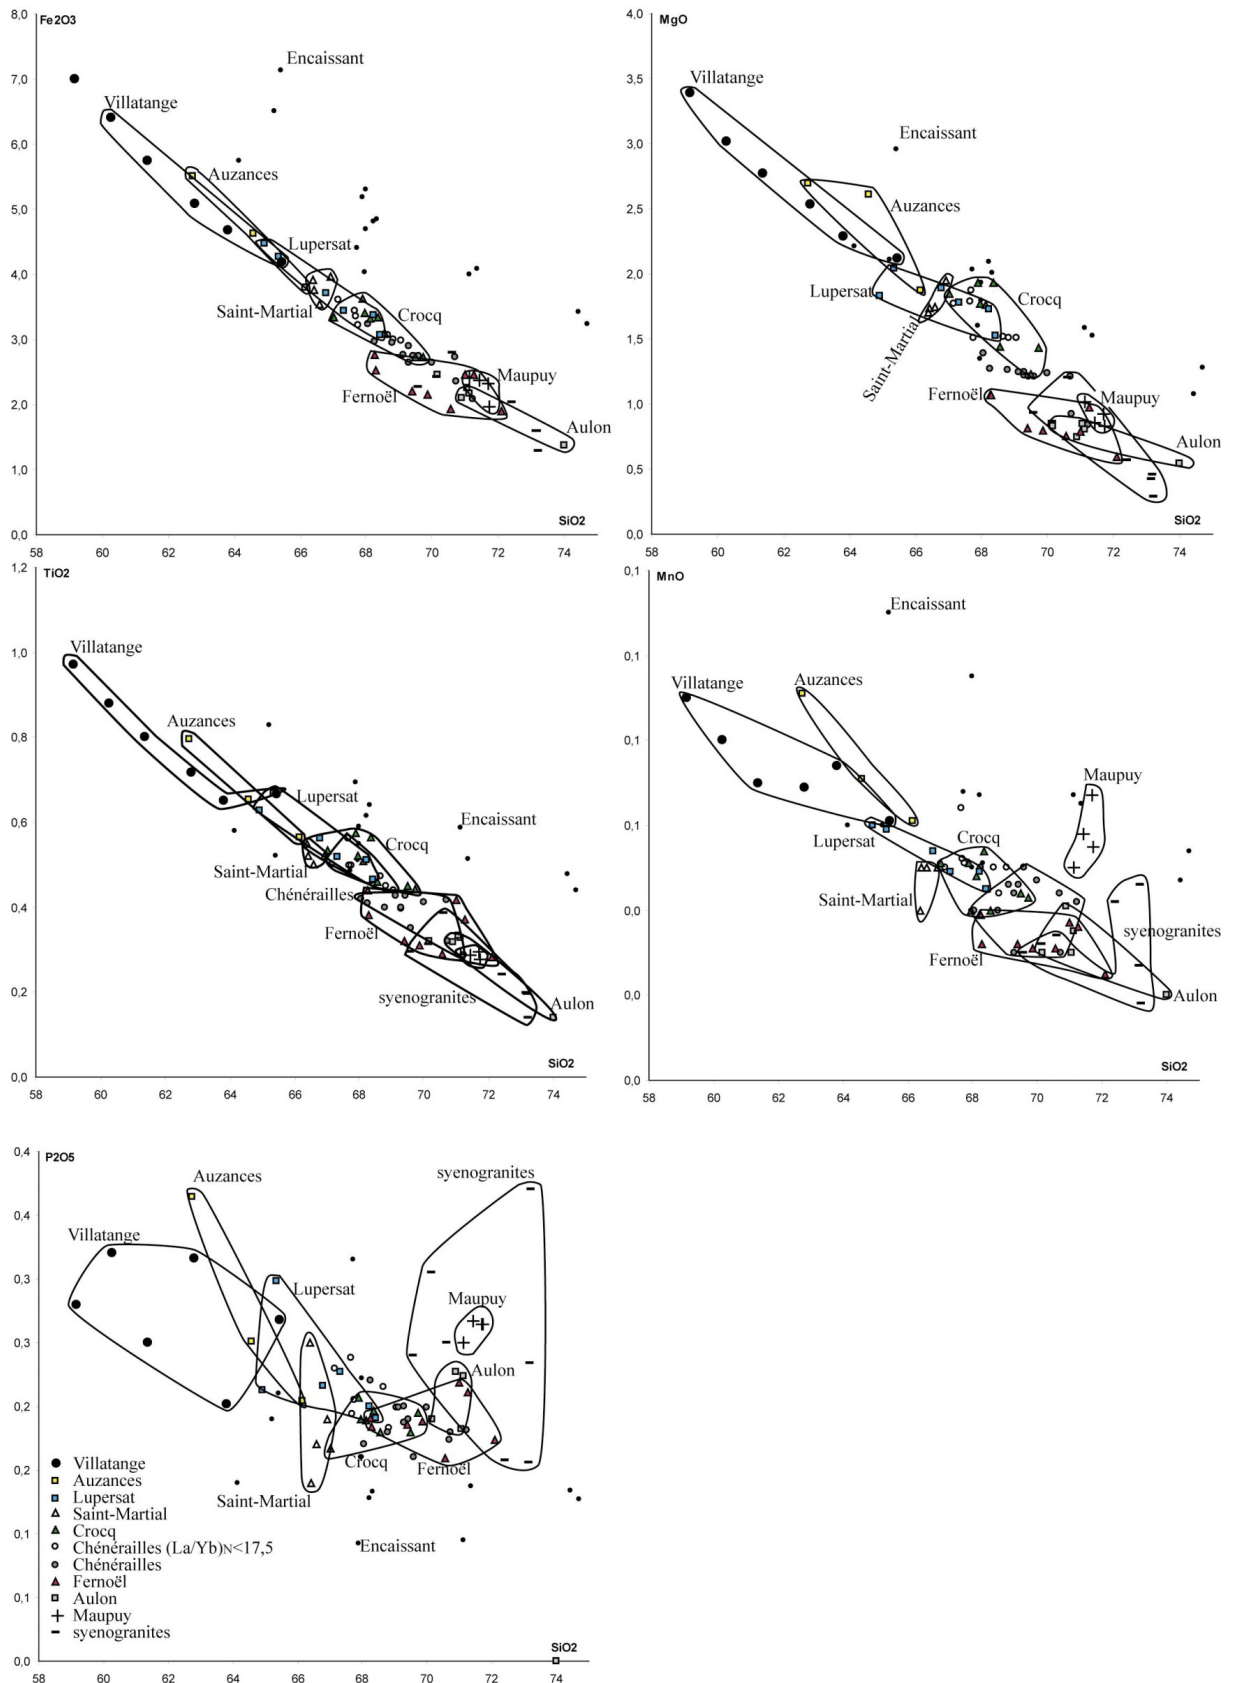 8,0
Fe2O3
7,0
6,0
5,0
4,0
3,0
2,0
1,0
0,0
Encaissant
Villatange
Auzances
Lupersat
Saint-Martial
Crocq
Fernoël
Maupuy
Aulon
SiO2
58 60 62 64 66 68 70 72 74
4,0
MgO
3,5
3,0
2,5
2,0
1,5
1,0
0,5
0,0
Villatange
Encaissant
Auzances
Lupersat
Crocq
Saint-Martial
Fernoël
Maupuy
Aulon
SiO2
58 60 62 64 66 68 70 72 74
1,2
TiO2
1,0
0,8
0,6
0,4
0,2
0,0
Villatange
Auzances
Lupersat
Encaissant
Crocq
Saint-Martial
Chénérailles
Fernoël
syenogranites
Aulon
SiO2
58 60 62 64 66 68 70 72 74
0,1
MnO
0,1
0,1
0,1
0,0
0,0
0,0
Encaissant
Villatange
Auzances
Maupuy
Lupersat
Crocq
Saint-Martial
syenogranites
Fernoël
Aulon
SiO2
58 60 62 64 66 68 70 72 74
0,4
P2O5
0,4
0,3
0,3
0,2
0,2
0,1
0,1
0,0
syenogranites
Auzances
Villatange
Lupersat
Maupuy
Aulon
Crocq
Fernoël
Saint-Martial
Encaissant
Villatange
Auzances
Lupersat
Saint-Martial
Crocq
Chénérailles (La/Yb)N<17,5
Chénérailles
Fernoël
Aulon
Maupuy
syenogranites
SiO2
58 60 62 64 66 68 70 72 74